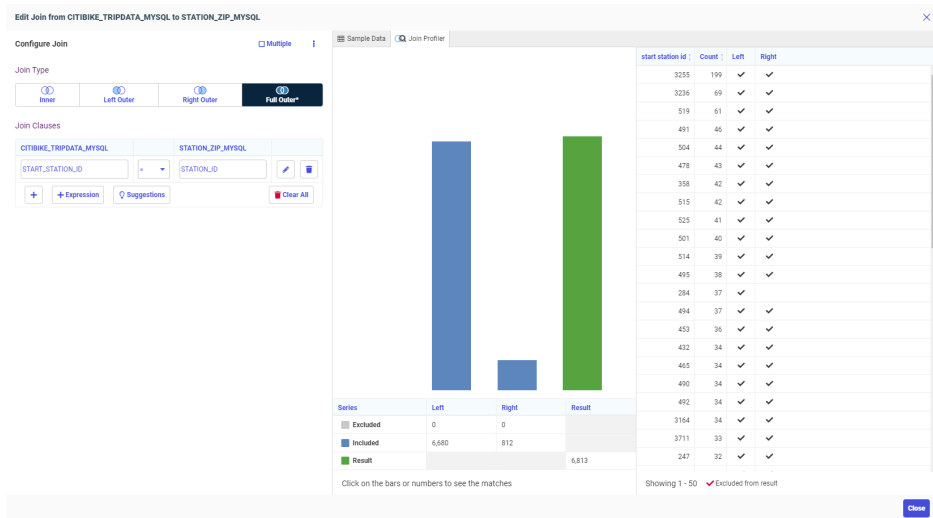 Edit Join from CITIBIKE_TRIPDATA_MYSQL to STATION_ZIP_MYSQL
Configure Join
Multiple
Join Type
Inner
Left Outer
Right Outer
Full Outer*
Join Clauses
CITIBIKE_TRIPDATA_MYSQL STATION_ZIP_MYSQL
START_STATION_ID = STATION_ID
+ + Expression Suggestions Clear All
Sample Data Join Profiler
Series Left Right Result
Excluded 0 0
Included 6,680 812
Result 6,813
Click on the bars or numbers to see the matches
start station id Count Left Right
3255 199
3236 69
519 61
491 46
504 44
478 43
358 42
515 42
525 41
501 40
514 39
495 38
284 37
494 37
453 36
432 34
465 34
490 34
492 34
3164 34
3711 33
247 32
Showing 1 - 50 Excluded from result
Close